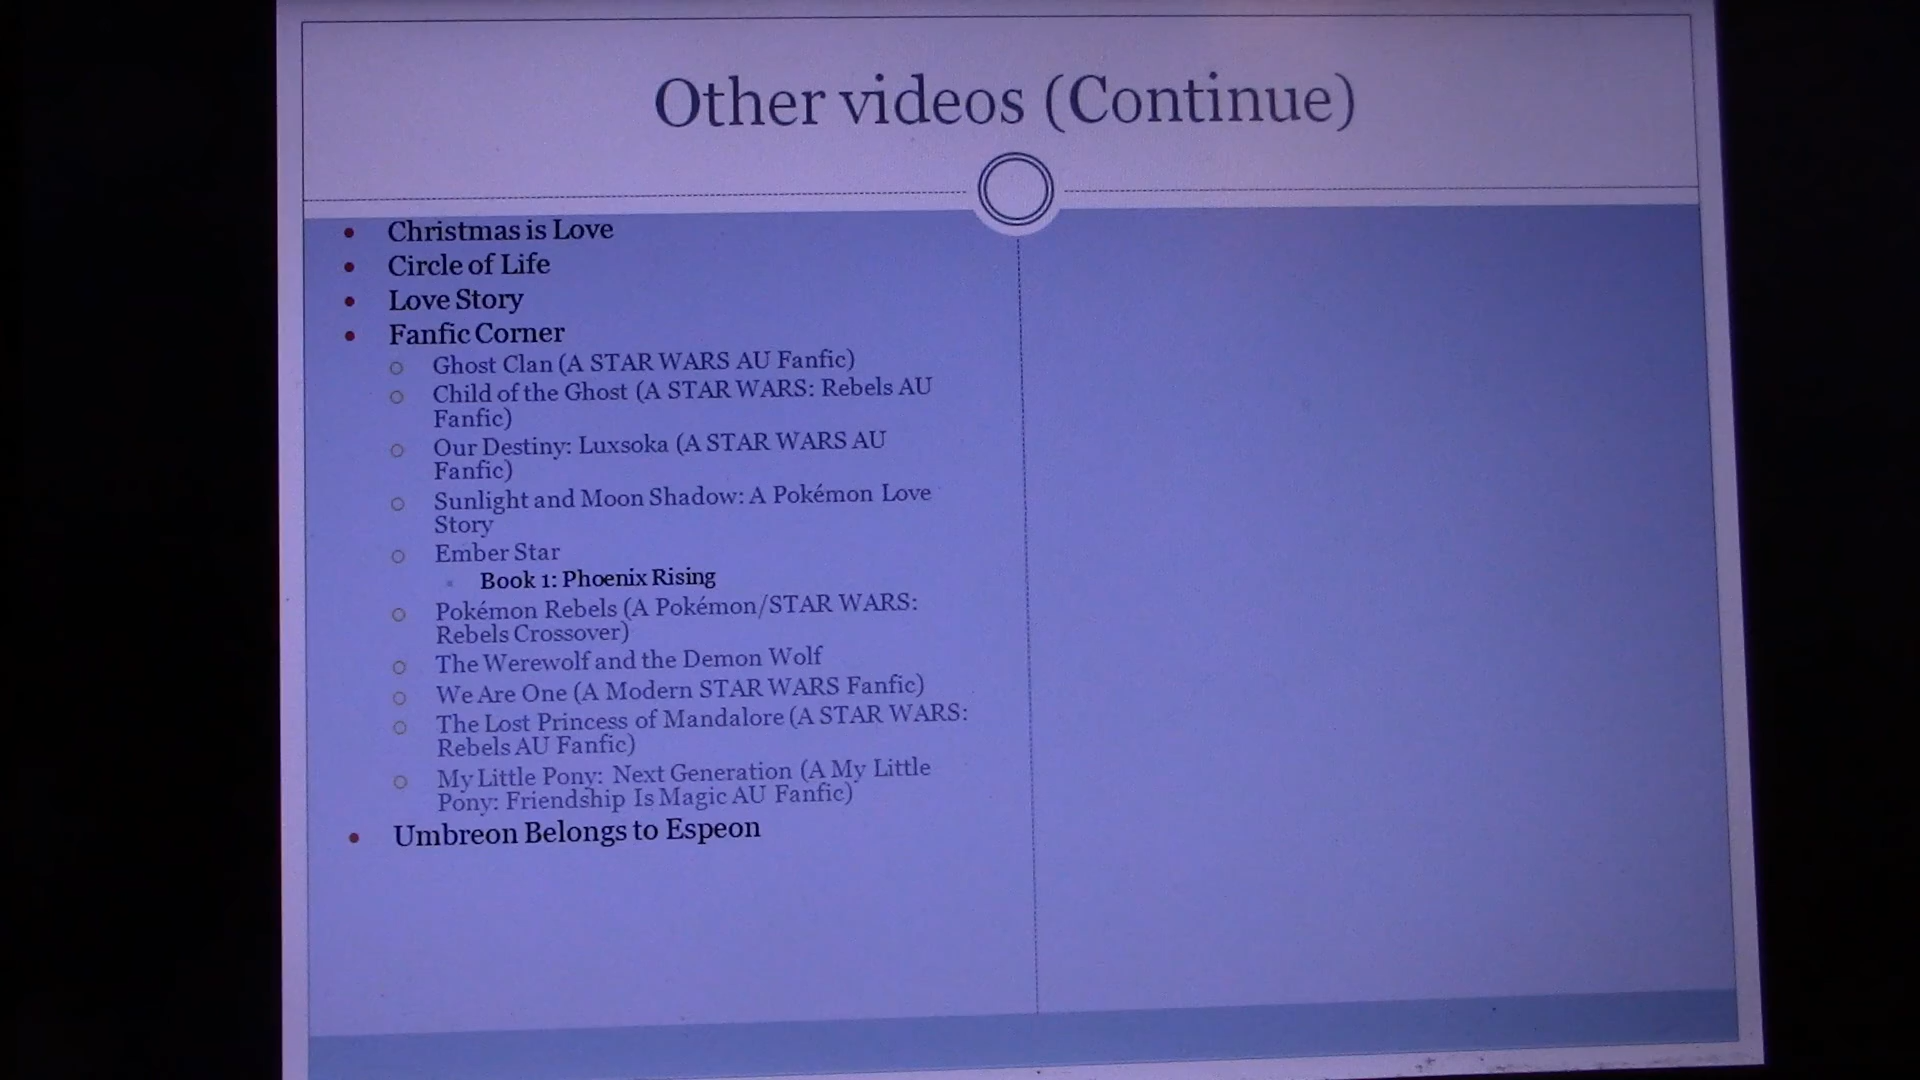 Other videos (Continue)
Christmas is Love
Circle of Life
Love Story
Fanfic Corner
Ghost Clan (A STAR WARS AU Fanfic)
Child of the Ghost (A STAR WARS: Rebels AU
Fanfic)
Our Destiny: Luxsoka (A STAR WARS AU
Fanfic)
Sunlight and Moon Shadow: A Pokémon Love
Story
Ember Star
Book 1: Phoenix Rising
Pokémon Rebels (A Pokémon/STAR WARS:
Rebels Crossover)
The Werewolf and the Demon Wolf
We Are One (A Modern STAR WARS Fanfic)
The Lost Princess of Mandalore (A STAR WARS:
Rebels AU Fanfic)
My Little Pony: Next Generation (A My Little
Pony: Friendship Is Magic AU Fanfic)
Umbreon Belongs to Espeon